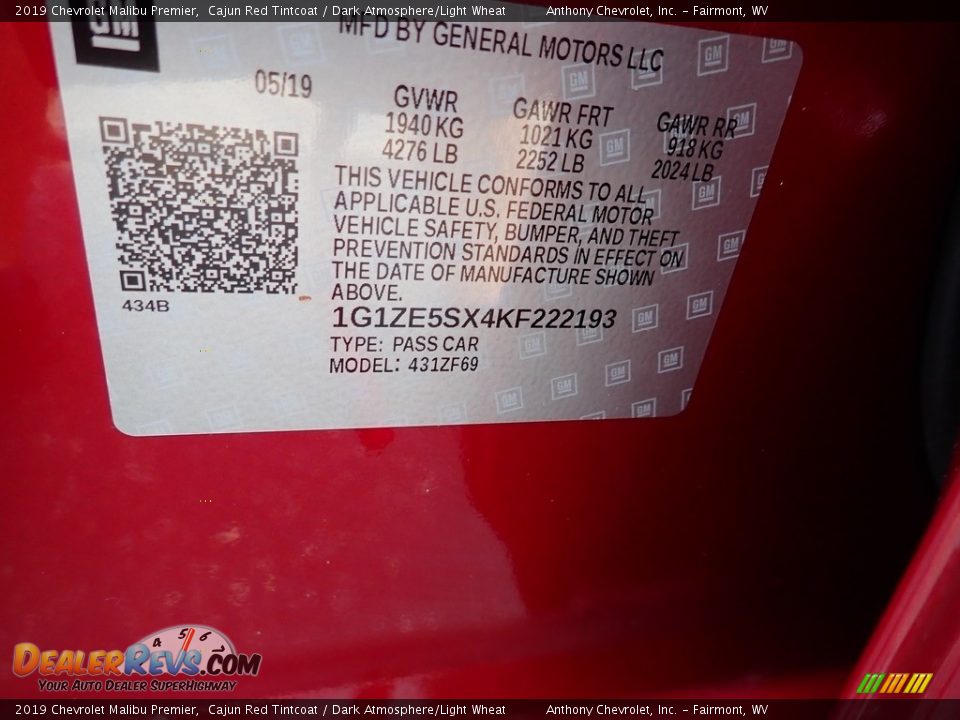 2019 Chevrolet Malibu Premier, Cajun Red Tintcoat / Dark Atmosphere/Light Wheat Anthony Chevrolet, Inc. - Fairmont, WV
GM
MFD BY GENERAL MOTORS LLC
05/19
GVWR GAWR FRT GAWR RR
1940 KG 1021 KG 918 KG
4276 LB 2252 LB 2024 LB
THIS VEHICLE CONFORMS TO ALL
APPLICABLE U.S. FEDERAL MOTOR
VEHICLE SAFETY, BUMPER, AND THEFT
PREVENTION STANDARDS IN EFFECT ON
THE DATE OF MANUFACTURE SHOWN
ABOVE.
434B
1G1ZE5SX4KF222193
TYPE: PASS CAR
MODEL: 431ZF69
4 5 6
DEALERREVS.COM
YOUR AUTO DEALER SUPERHIGHWAY
2019 Chevrolet Malibu Premier, Cajun Red Tintcoat / Dark Atmosphere/Light Wheat Anthony Chevrolet, Inc. - Fairmont, WV